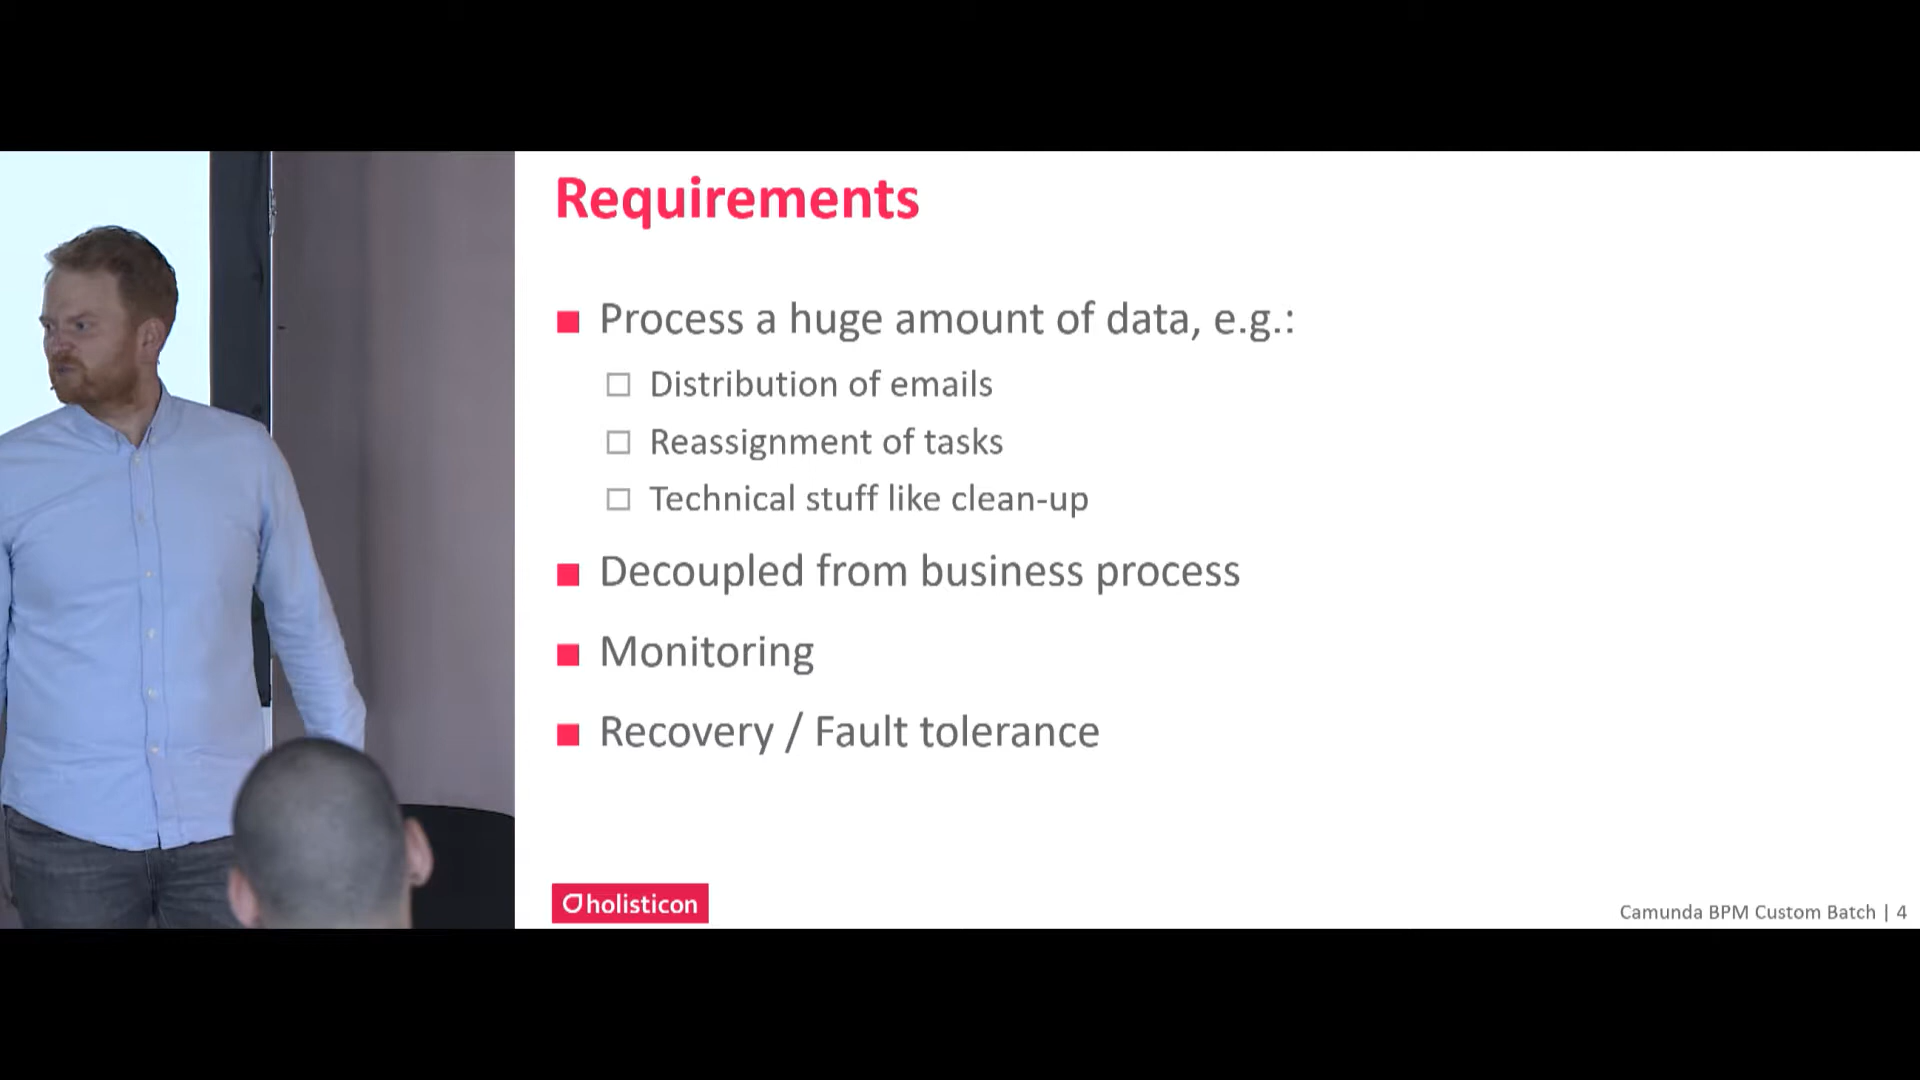 Requirements
Process a huge amount of data, e.g.:
Distribution of emails
Reassignment of tasks
Technical stuff like clean-up
Decoupled from business process
Monitoring
Recovery / Fault tolerance
holisticon
Camunda BPM Custom Batch | 4